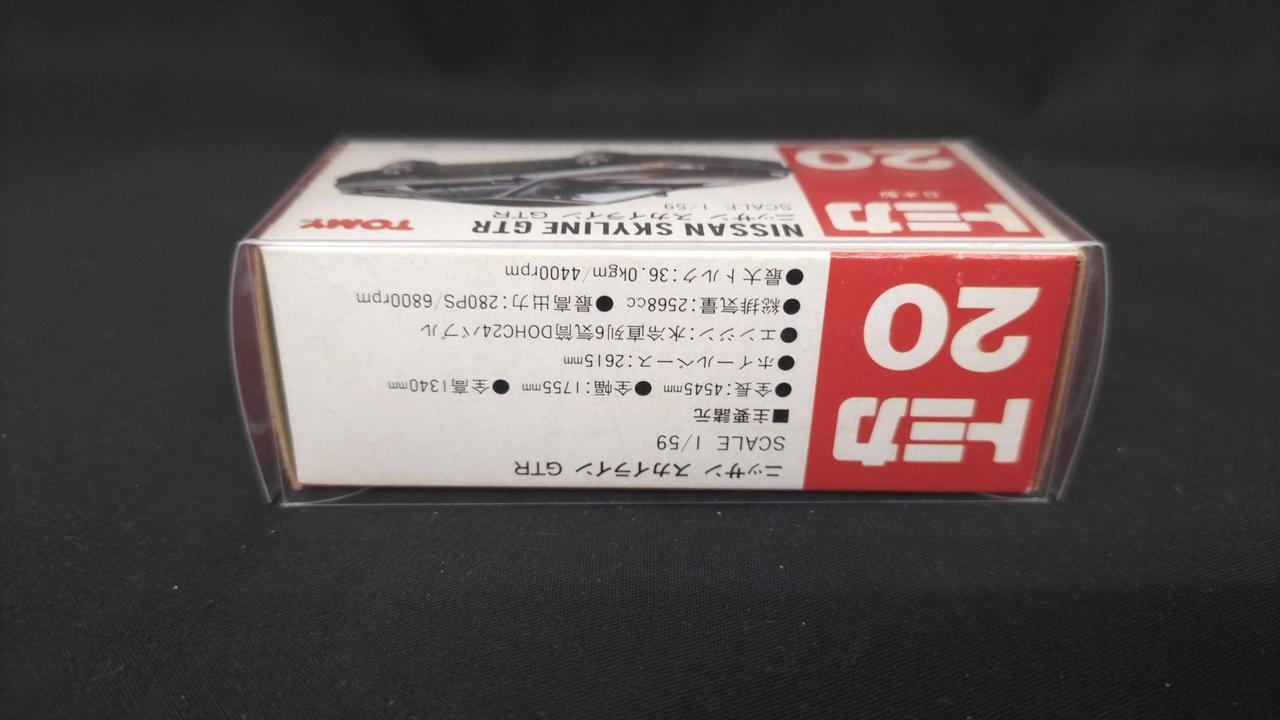 トミカ
20
ニッサン スカイライン GTR
SCALE 1/59
■主要諸元
●全長:4545mm ●全幅:1755mm ●全高1340mm
●ホイールベース:2615mm
●エンジン:水冷直列6気筒DOHC24バブル
●総排気量:2568cc ●最高出力:280PS/6800rpm
●最大トルク:36.0kgm/4400rpm
トミカ
日本製
20
NISSAN SKYLINE GTR
ニッサン スカイライン GTR
SCALE 1/59
TOMY